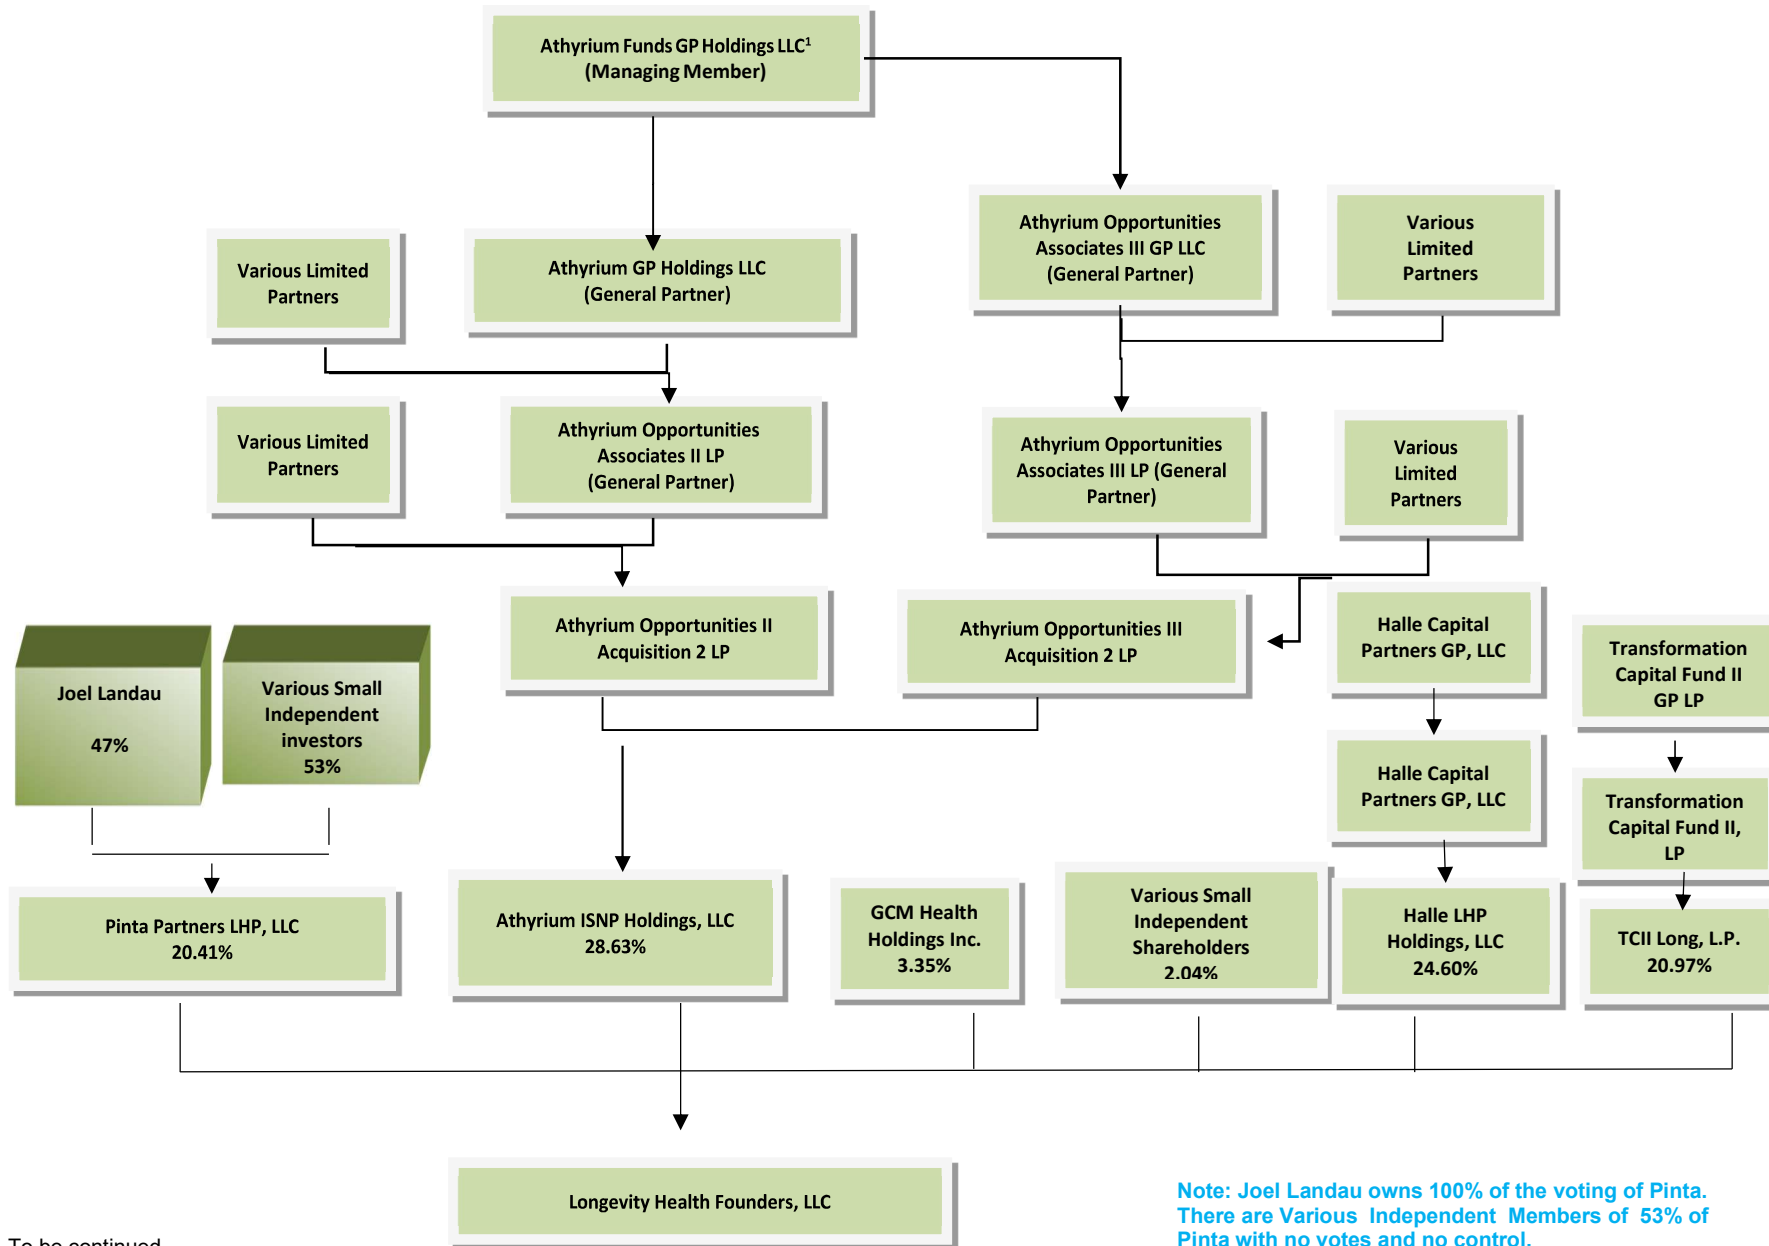 Athyrium Funds GP Holdings LLC1
(Managing Member)
Various Limited
Partners
Athyrium GP Holdings LLC
(General Partner)
Athyrium Opportunities
Associates III GP LLC
(General Partner)
Various
Limited
Partners
Various Limited
Partners
Athyrium Opportunities
Associates II LP
(General Partner)
Athyrium Opportunities
Associates III LP (General
Partner)
Various
Limited
Partners
Joel Landau
47%
Various Small
Independent
investors
53%
Athyrium Opportunities II
Acquisition 2 LP
Athyrium Opportunities III
Acquisition 2 LP
Halle Capital
Partners GP, LLC
Transformation
Capital Fund II
GP LP
Halle Capital
Partners GP, LLC
Transformation
Capital Fund II,
LP
Pinta Partners LHP, LLC
20.41%
Athyrium ISNP Holdings, LLC
28.63%
GCM Health
Holdings Inc.
3.35%
Various Small
Independent
Shareholders
2.04%
Halle LHP
Holdings, LLC
24.60%
TCII Long, L.P.
20.97%
Longevity Health Founders, LLC
Note: Joel Landau owns 100% of the voting of Pinta.
There are Various Independent Members of 53% of
Pinta with no votes and no control.
To be continued